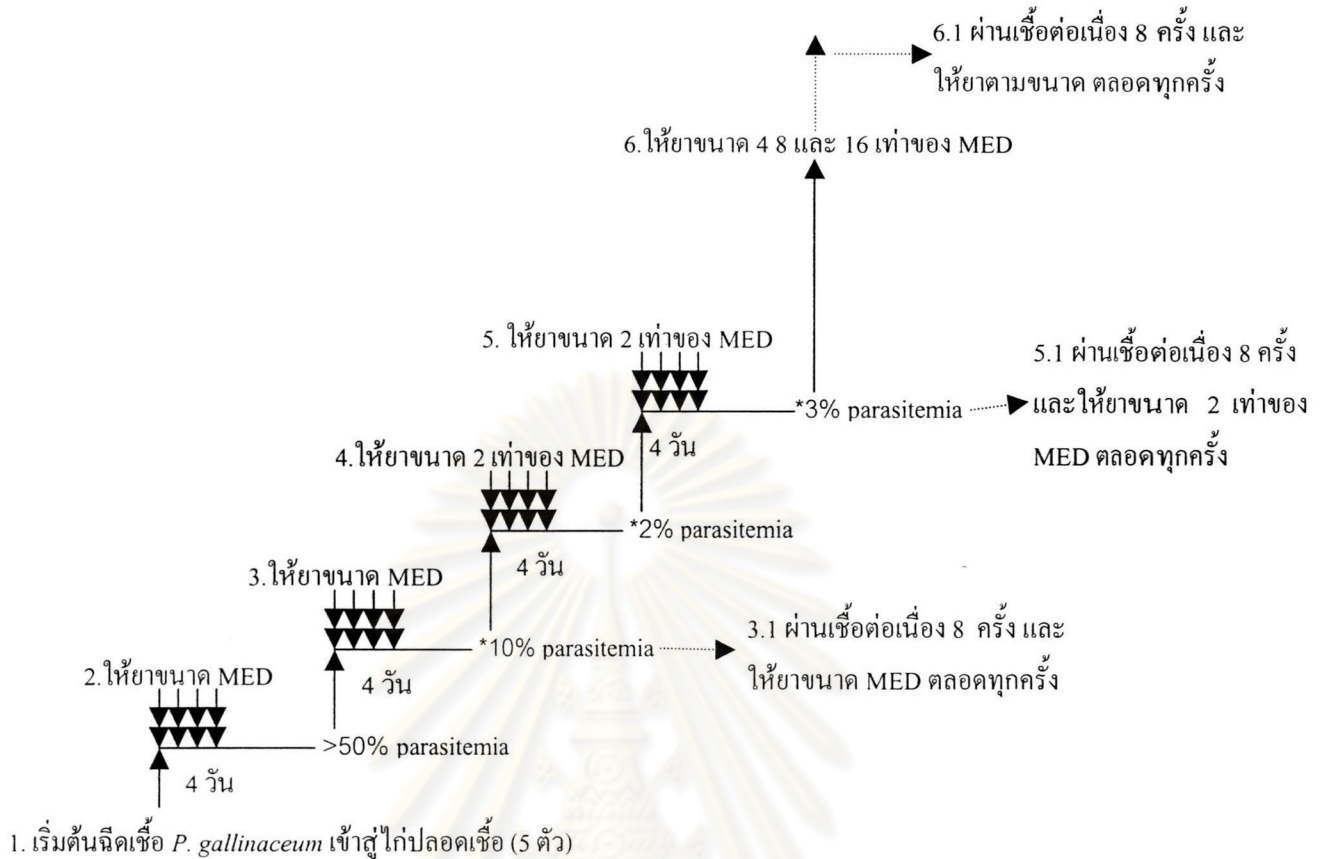 6.1 ผ่านเชื้อต่อเนื่อง 8 ครั้ง และ
ให้ยาตามขนาด ตลอดทุกครั้ง
6.ให้ยาขนาด 4 8 และ 16 เท่าของ MED
5. ให้ยาขนาด 2 เท่าของ MED
5.1 ผ่านเชื้อต่อเนื่อง 8 ครั้ง
และให้ยาขนาด 2 เท่าของ
MED ตลอดทุกครั้ง
*3% parasitemia
4 วัน
4.ให้ยาขนาด 2 เท่าของ MED
*2% parasitemia
4 วัน
3.ให้ยาขนาด MED
*10% parasitemia
3.1 ผ่านเชื้อต่อเนื่อง 8 ครั้ง และ
ให้ยาขนาด MED ตลอดทุกครั้ง
4 วัน
2.ให้ยาขนาด MED
>50% parasitemia
4 วัน
1. เริ่มต้นฉีดเชื้อ P. gallinaceum เข้าสู่ไก่ปลอดเชื้อ (5 ตัว)